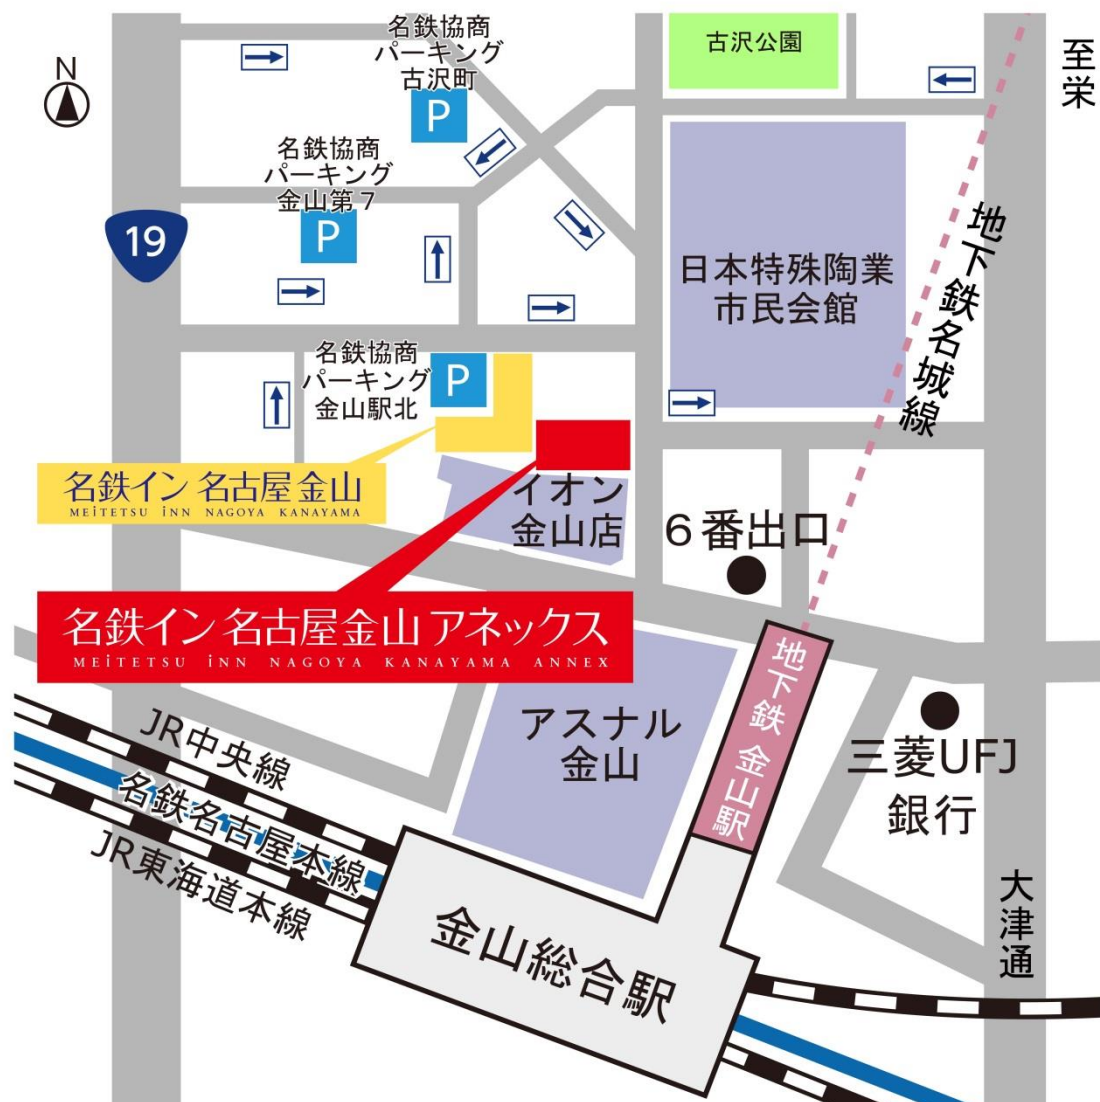 名鉄協商
パーキング
古沢町
P
古沢公園
至栄
N
名鉄協商
パーキング
金山第7
P
19
地下鉄名城線
日本特殊陶業
市民会館
名鉄協商
パーキング
金山駅北
P
名鉄イン 名古屋金山
MEiTETSU iNN NAGOYA KANAYAMA
イオン
金山店
6番出口
名鉄イン 名古屋金山 アネックス
MEiTETSU iNN NAGOYA KANAYAMA ANNEX
地下鉄 金山駅
アスナル
金山
三菱UFJ
銀行
JR中央線
名鉄名古屋本線
JR東海道本線
大津通
金山総合駅